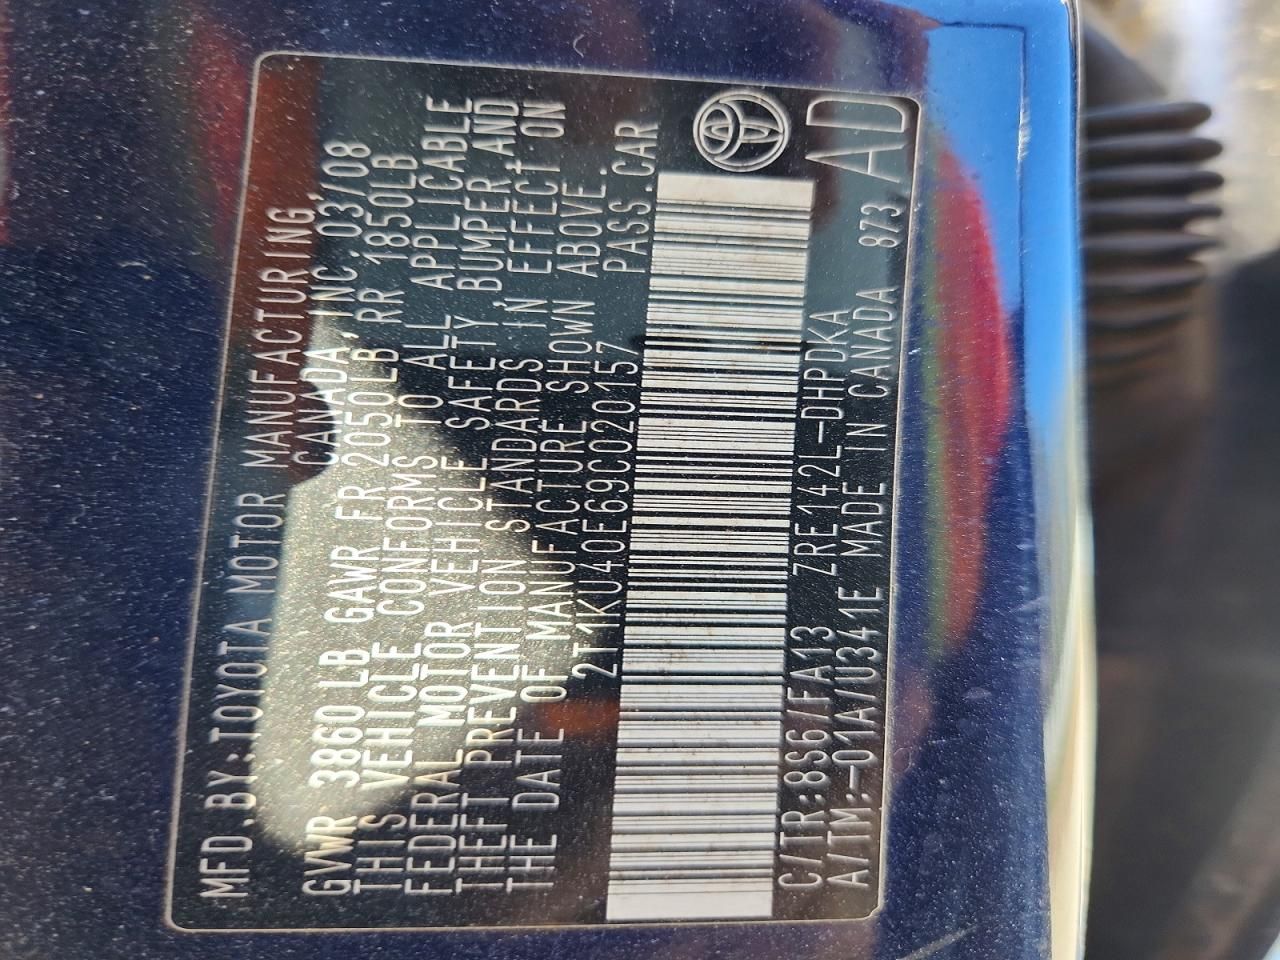 MFD.BY:TOYOTA MOTOR MANUFACTURING,
CANADA, INC. 03/08
GVWR 3860 LB GAWR FR 2050LB RR 1850LB
THIS VEHICLE CONFORMS TO ALL APPLICABLE
FEDERAL MOTOR VEHICLE SAFETY, BUMPER, AND
THEFT PREVENTION STANDARDS IN EFFECT ON
THE DATE OF MANUFACTURE SHOWN ABOVE.
2T1KU40E69C020157 PASS.CAR
C/TR:8S6/FA13 ZRE142L-DHPDKA
A/TM:-01A/U341E MADE IN CANADA 873 AD